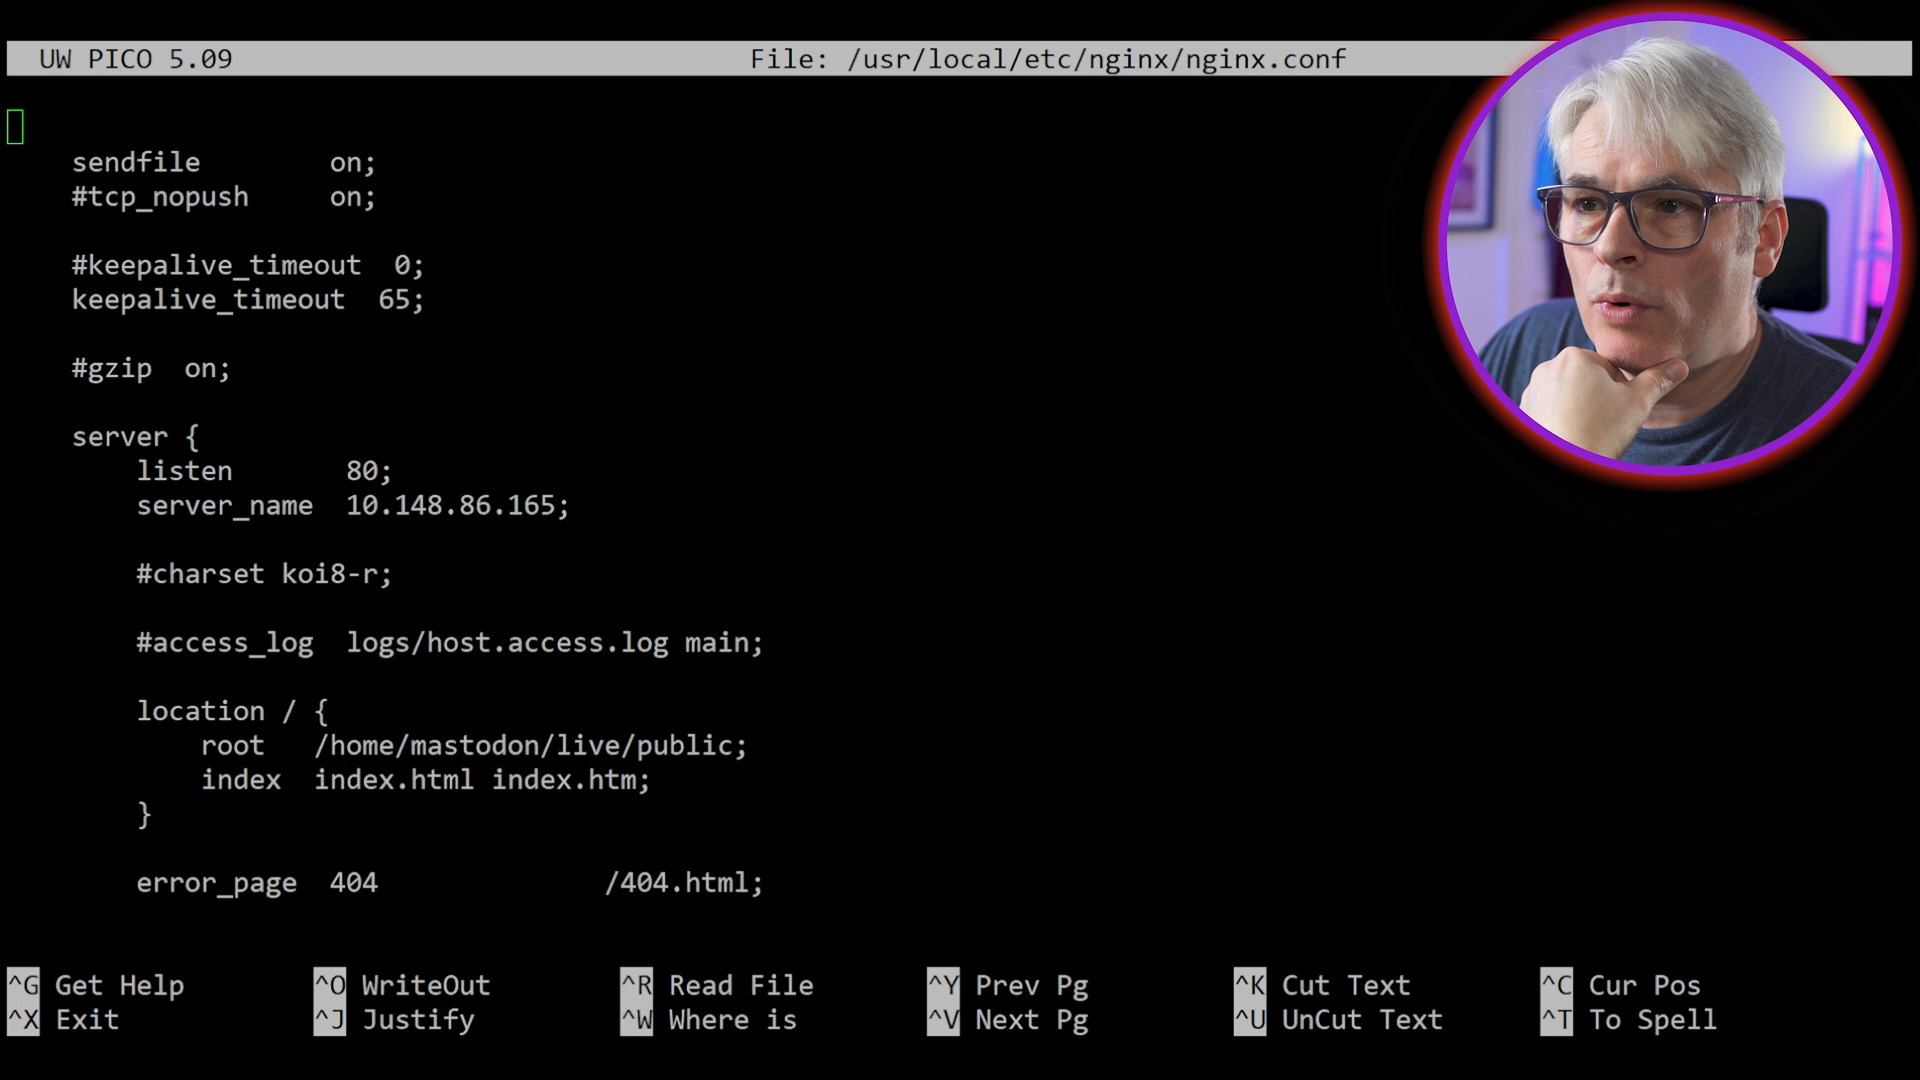 UW PICO 5.09 File: /usr/local/etc/nginx/nginx.conf
sendfile on;
#tcp_nopush on;
#keepalive_timeout 0;
keepalive_timeout 65;
#gzip on;
server {
listen 80;
server_name 10.148.86.165;
#charset koi8-r;
#access_log logs/host.access.log main;
location / {
root /home/mastodon/live/public;
index index.html index.htm;
}
error_page 404 /404.html;
^G Get Help ^O WriteOut ^R Read File ^Y Prev Pg ^K Cut Text ^C Cur Pos
^X Exit ^J Justify ^W Where is ^V Next Pg ^U UnCut Text ^T To Spell